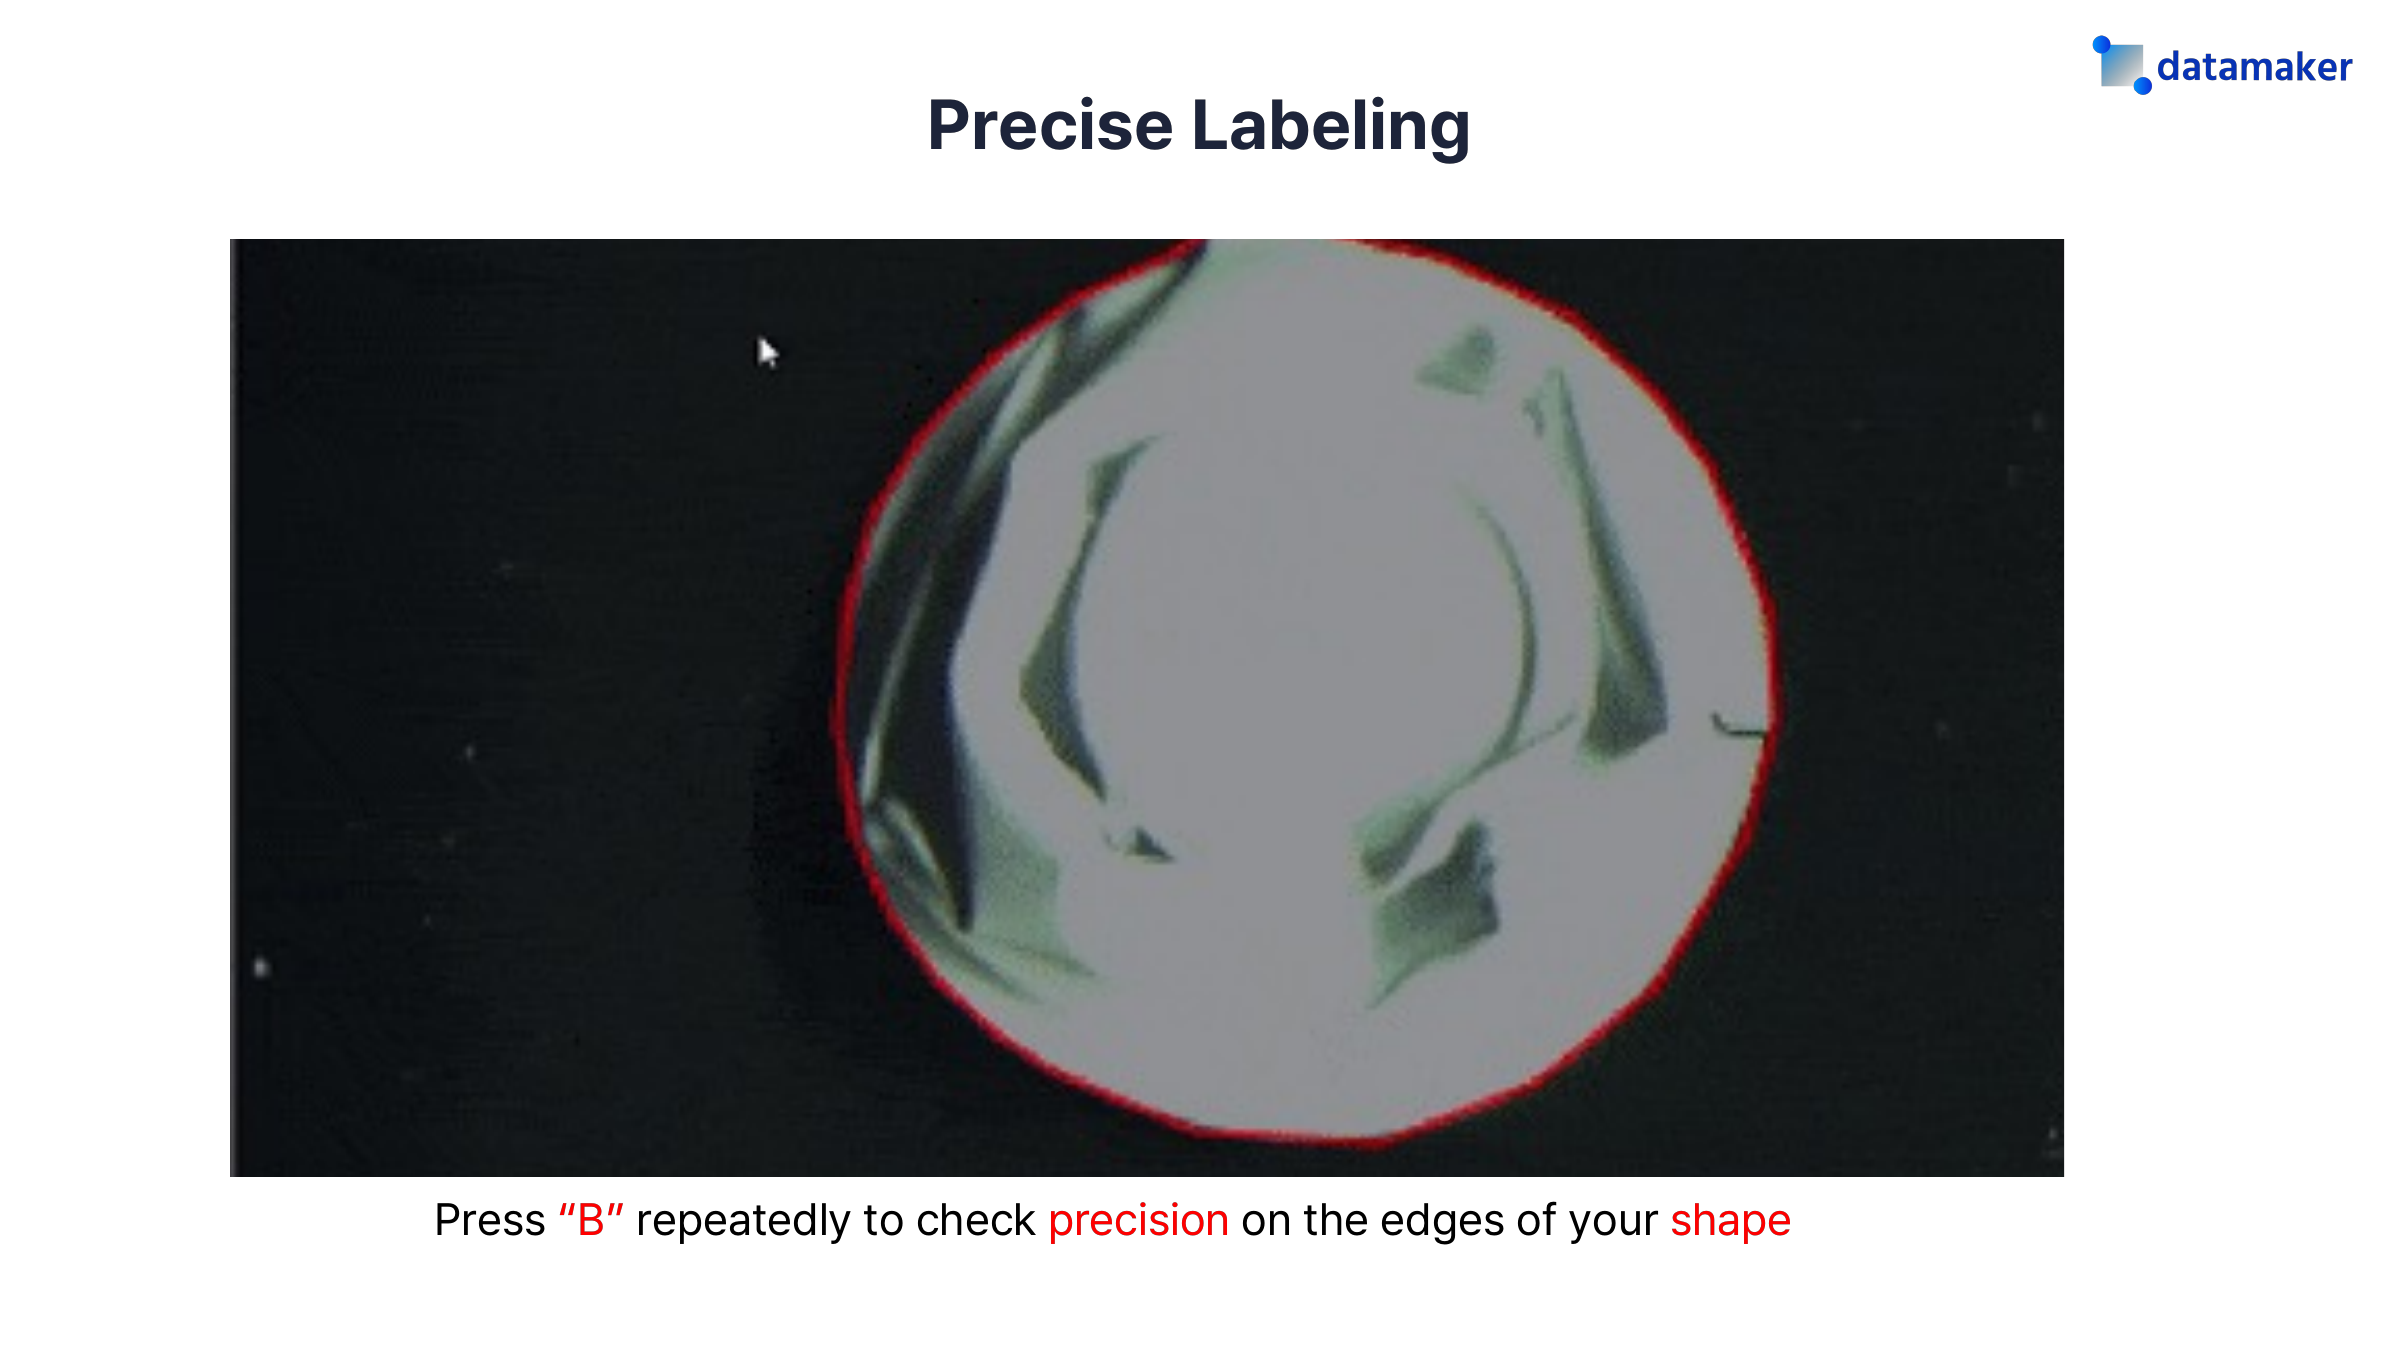 datamaker
Precise Labeling
Press “B” repeatedly to check precision on the edges of your shape